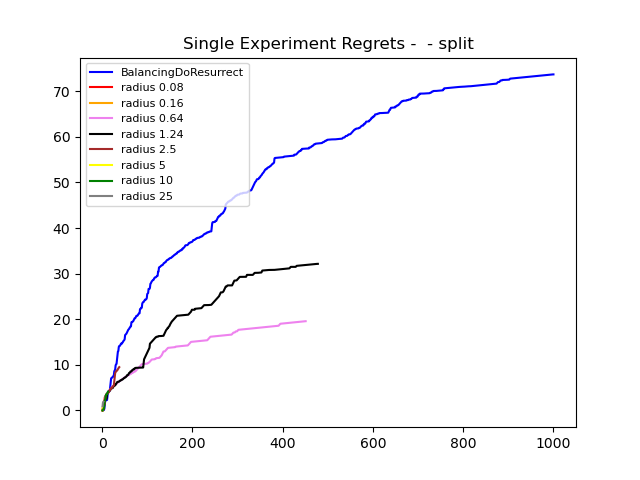 Single Experiment Regrets -  - split
BalancingDoResurrect
radius 0.08
radius 0.16
radius 0.64
radius 1.24
radius 2.5
radius 5
radius 10
radius 25
70
60
50
40
30
20
10
0
0 200 400 600 800 1000